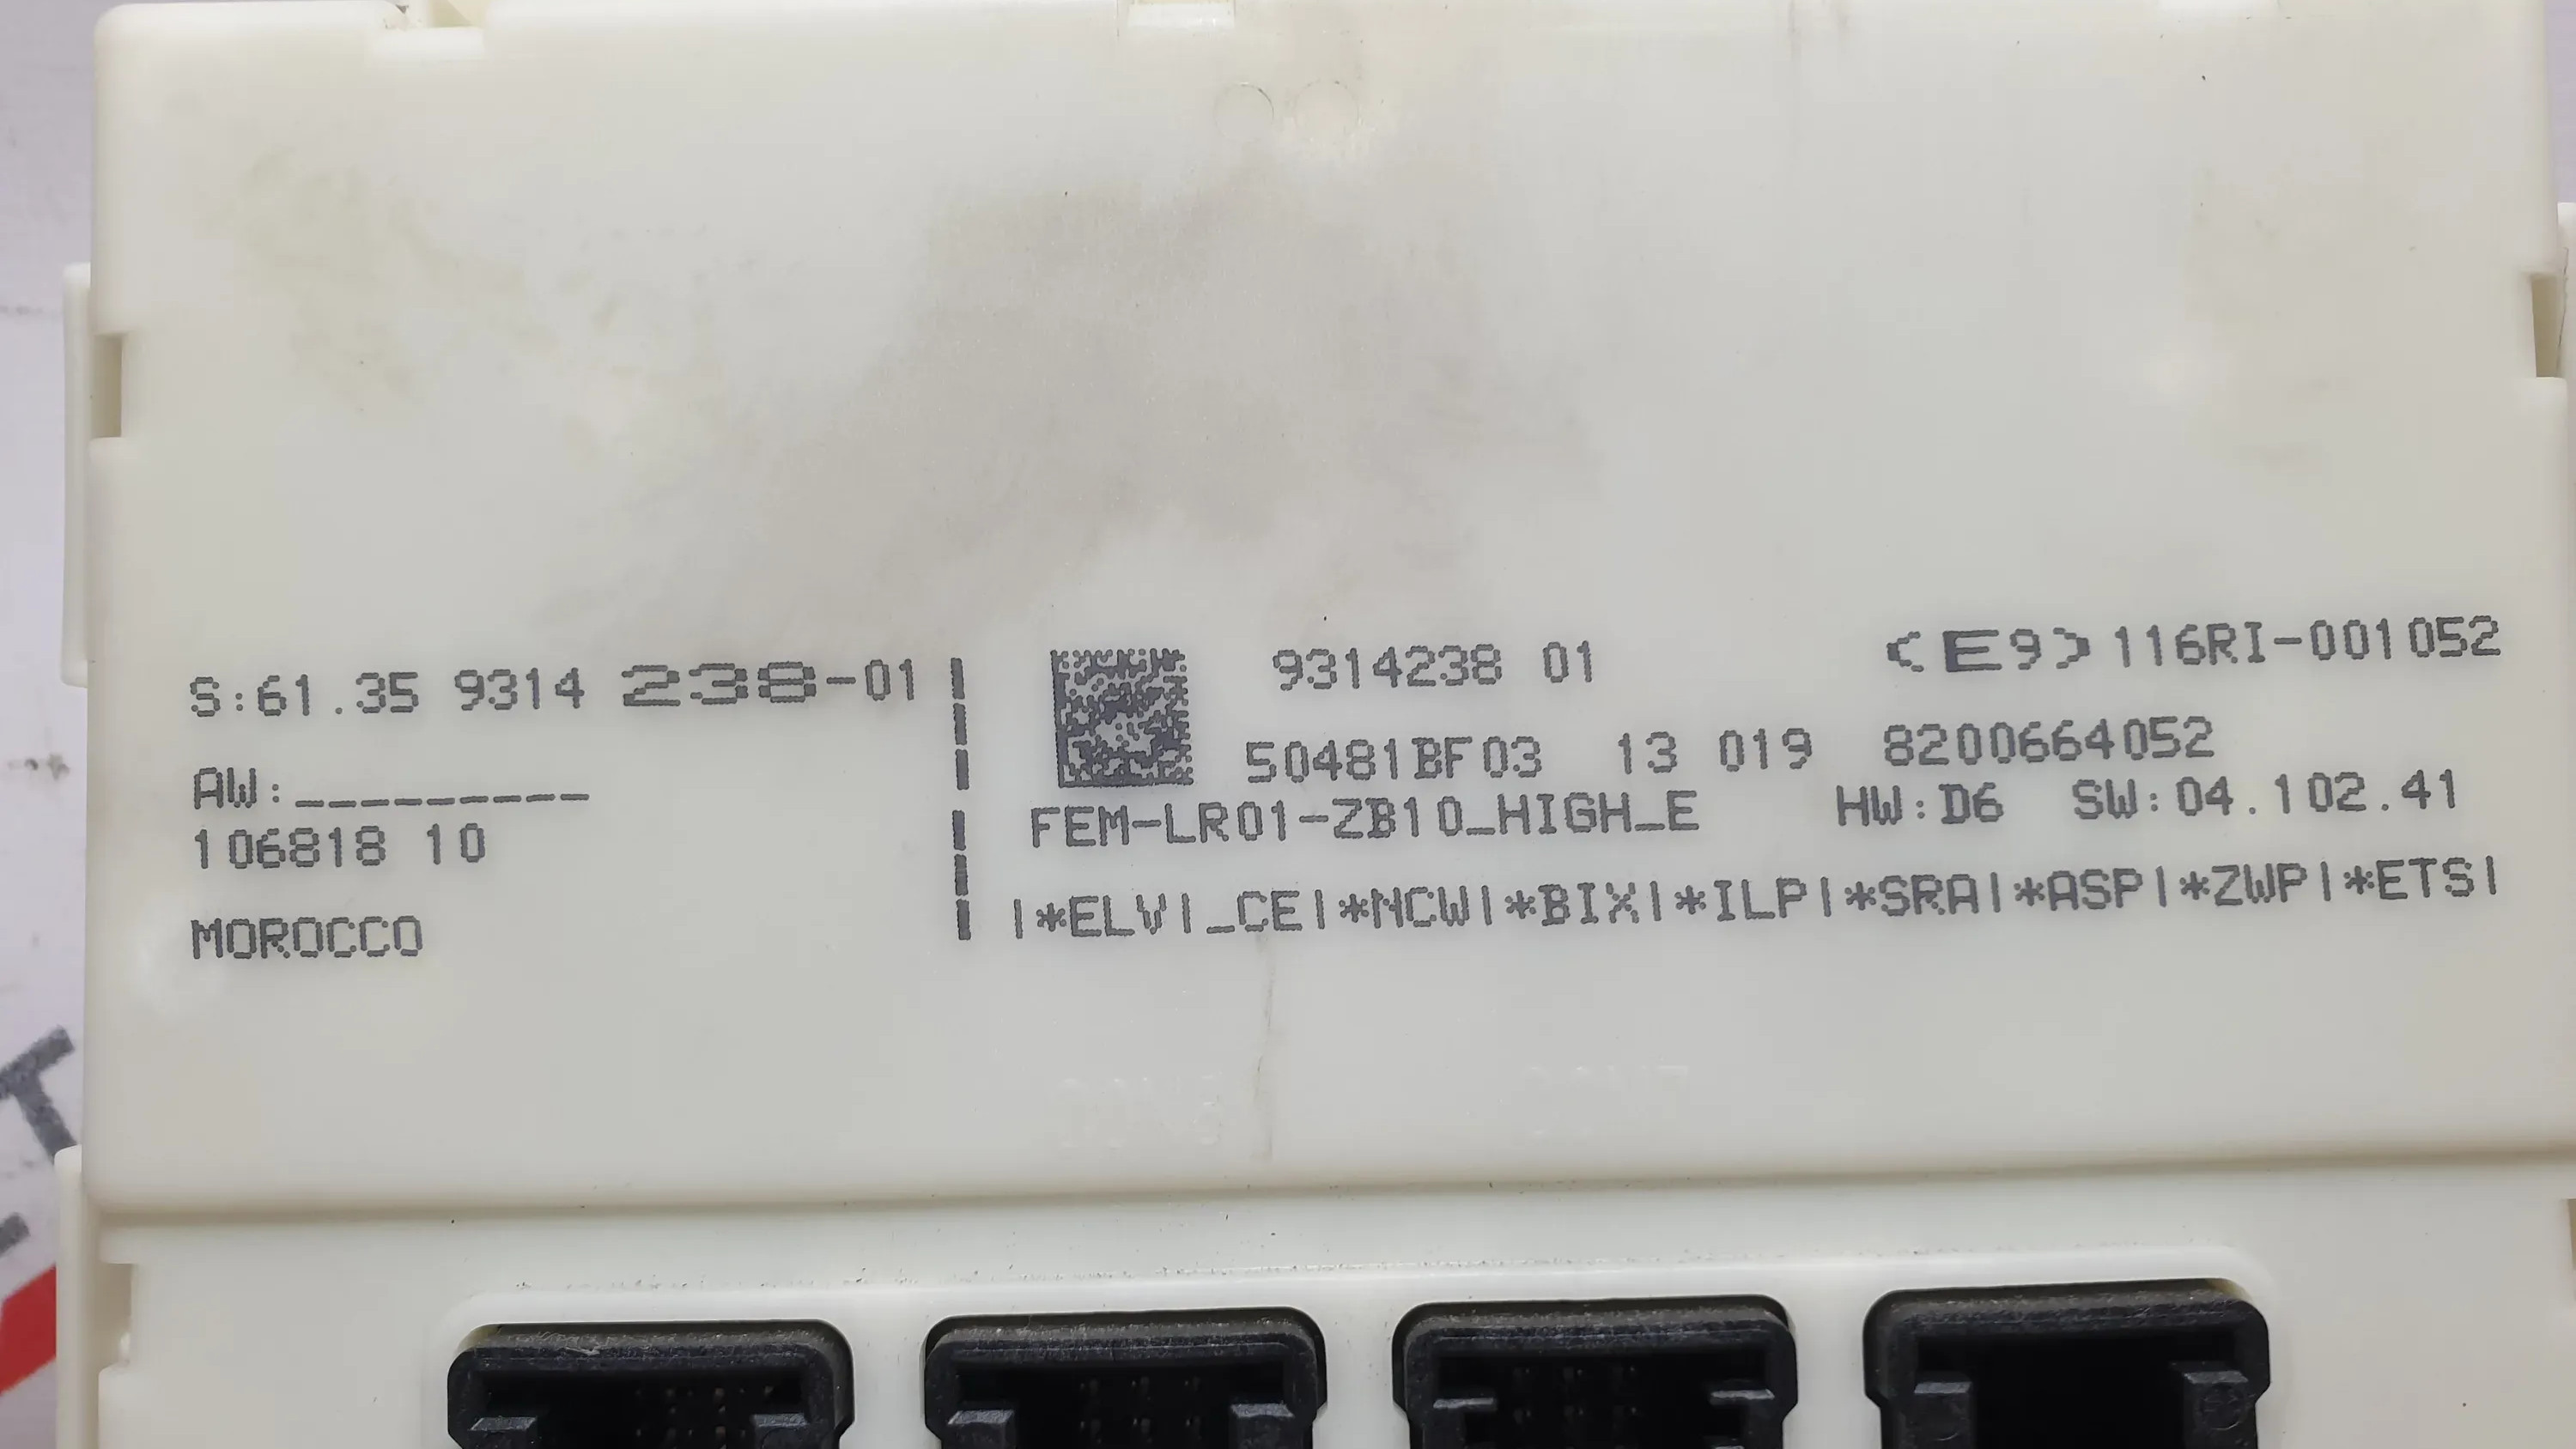 S:61.35 9314 238-01
AW:_________
106818 10
MOROCCO
9314238 01
<E9>116RI-001052
50481BF03 13 019 8200664052
FEM-LR01-ZB10_HIGH_E HW:D6 SW:04.102.41
|*ELV|_CE|*NCW|*BIX|*ILP|*SRA|*ASP|*ZWP|*ETS|